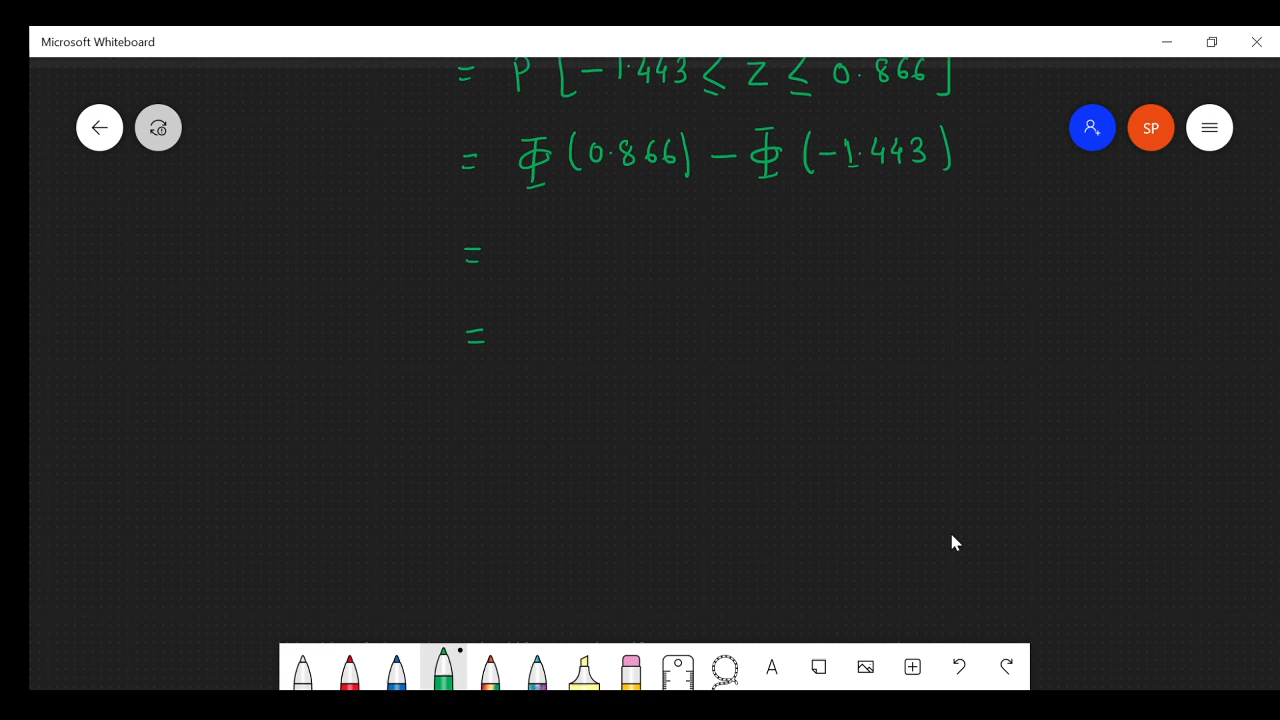 Microsoft Whiteboard
= P [ -1.443 ≤ Z ≤ 0.866 ]
SP
= Φ (0.866) - Φ (-1.443)
=
=
A